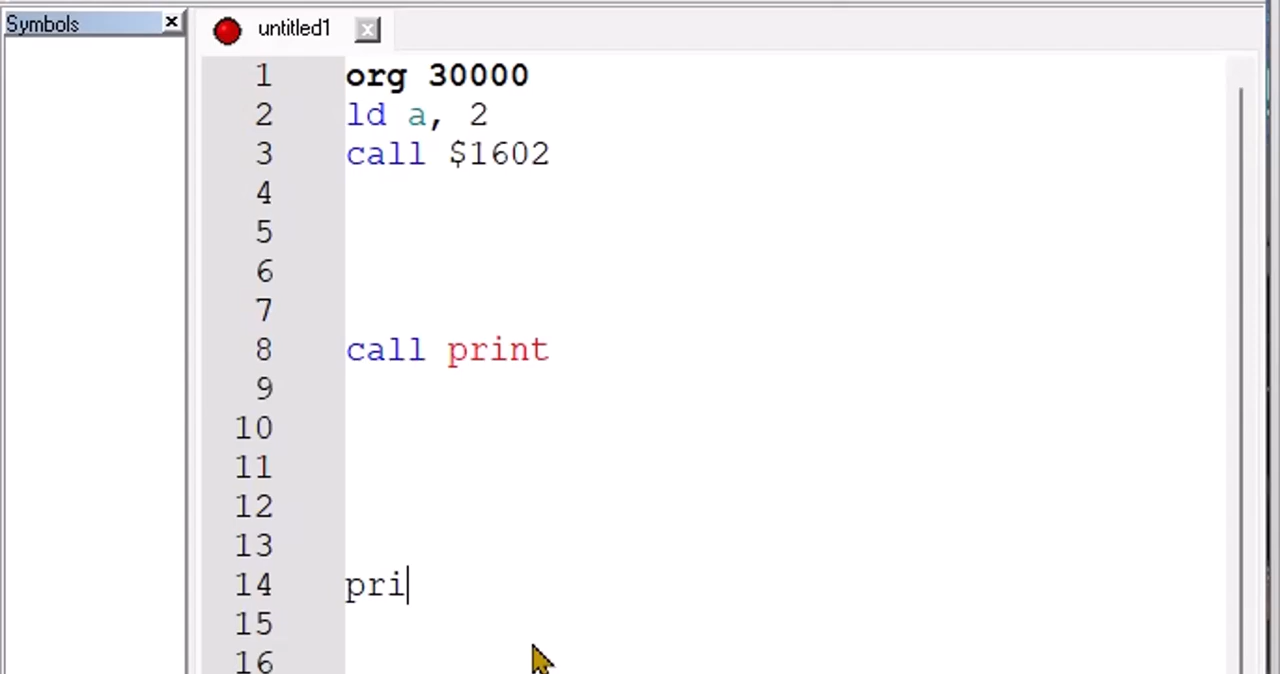 Symbols
untitled1
1 org 30000
2 ld a, 2
3 call $1602
4
5
6
7
8 call print
9
10
11
12
13
14 pri
15
16